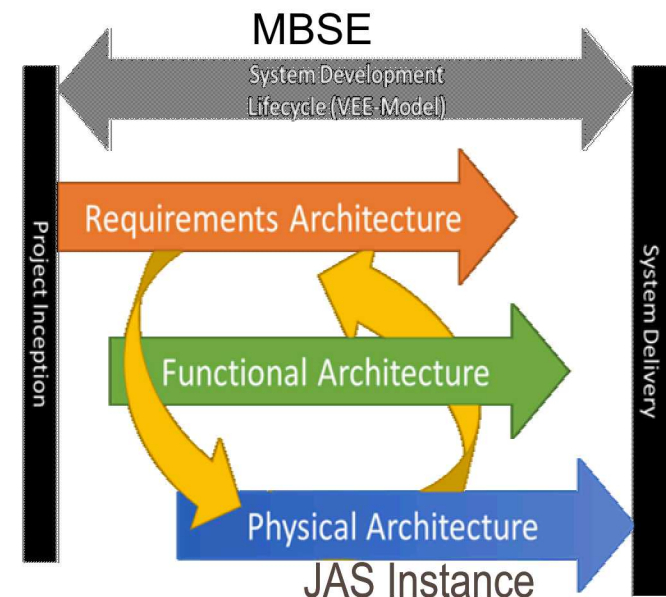 MBSE
System Development
Lifecycle (VEE-Model)
Project Inception
Requirements Architecture
Functional Architecture
Physical Architecture
JAS Instance
System Delivery